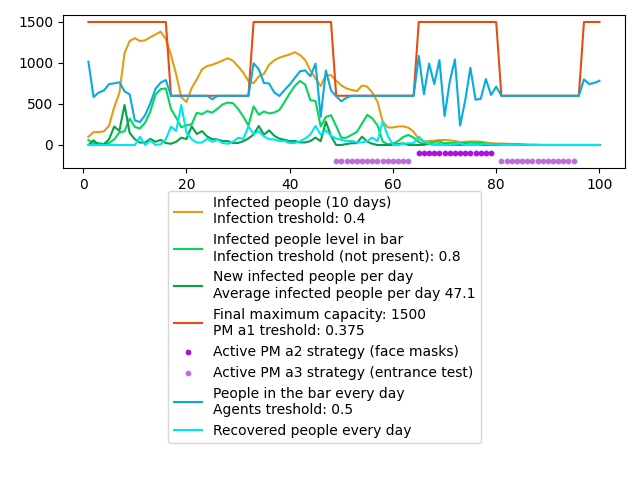 1500
1000
500
0
0
20
40
60
80
100
Infected people (10 days)
Infection treshold: 0.4
Infected people level in bar
Infection treshold (not present): 0.8
New infected people per day
Average infected people per day 47.1
Final maximum capacity: 1500
PM a1 treshold: 0.375
Active PM a2 strategy (face masks)
Active PM a3 strategy (entrance test)
People in the bar every day
Agents treshold: 0.5
Recovered people every day